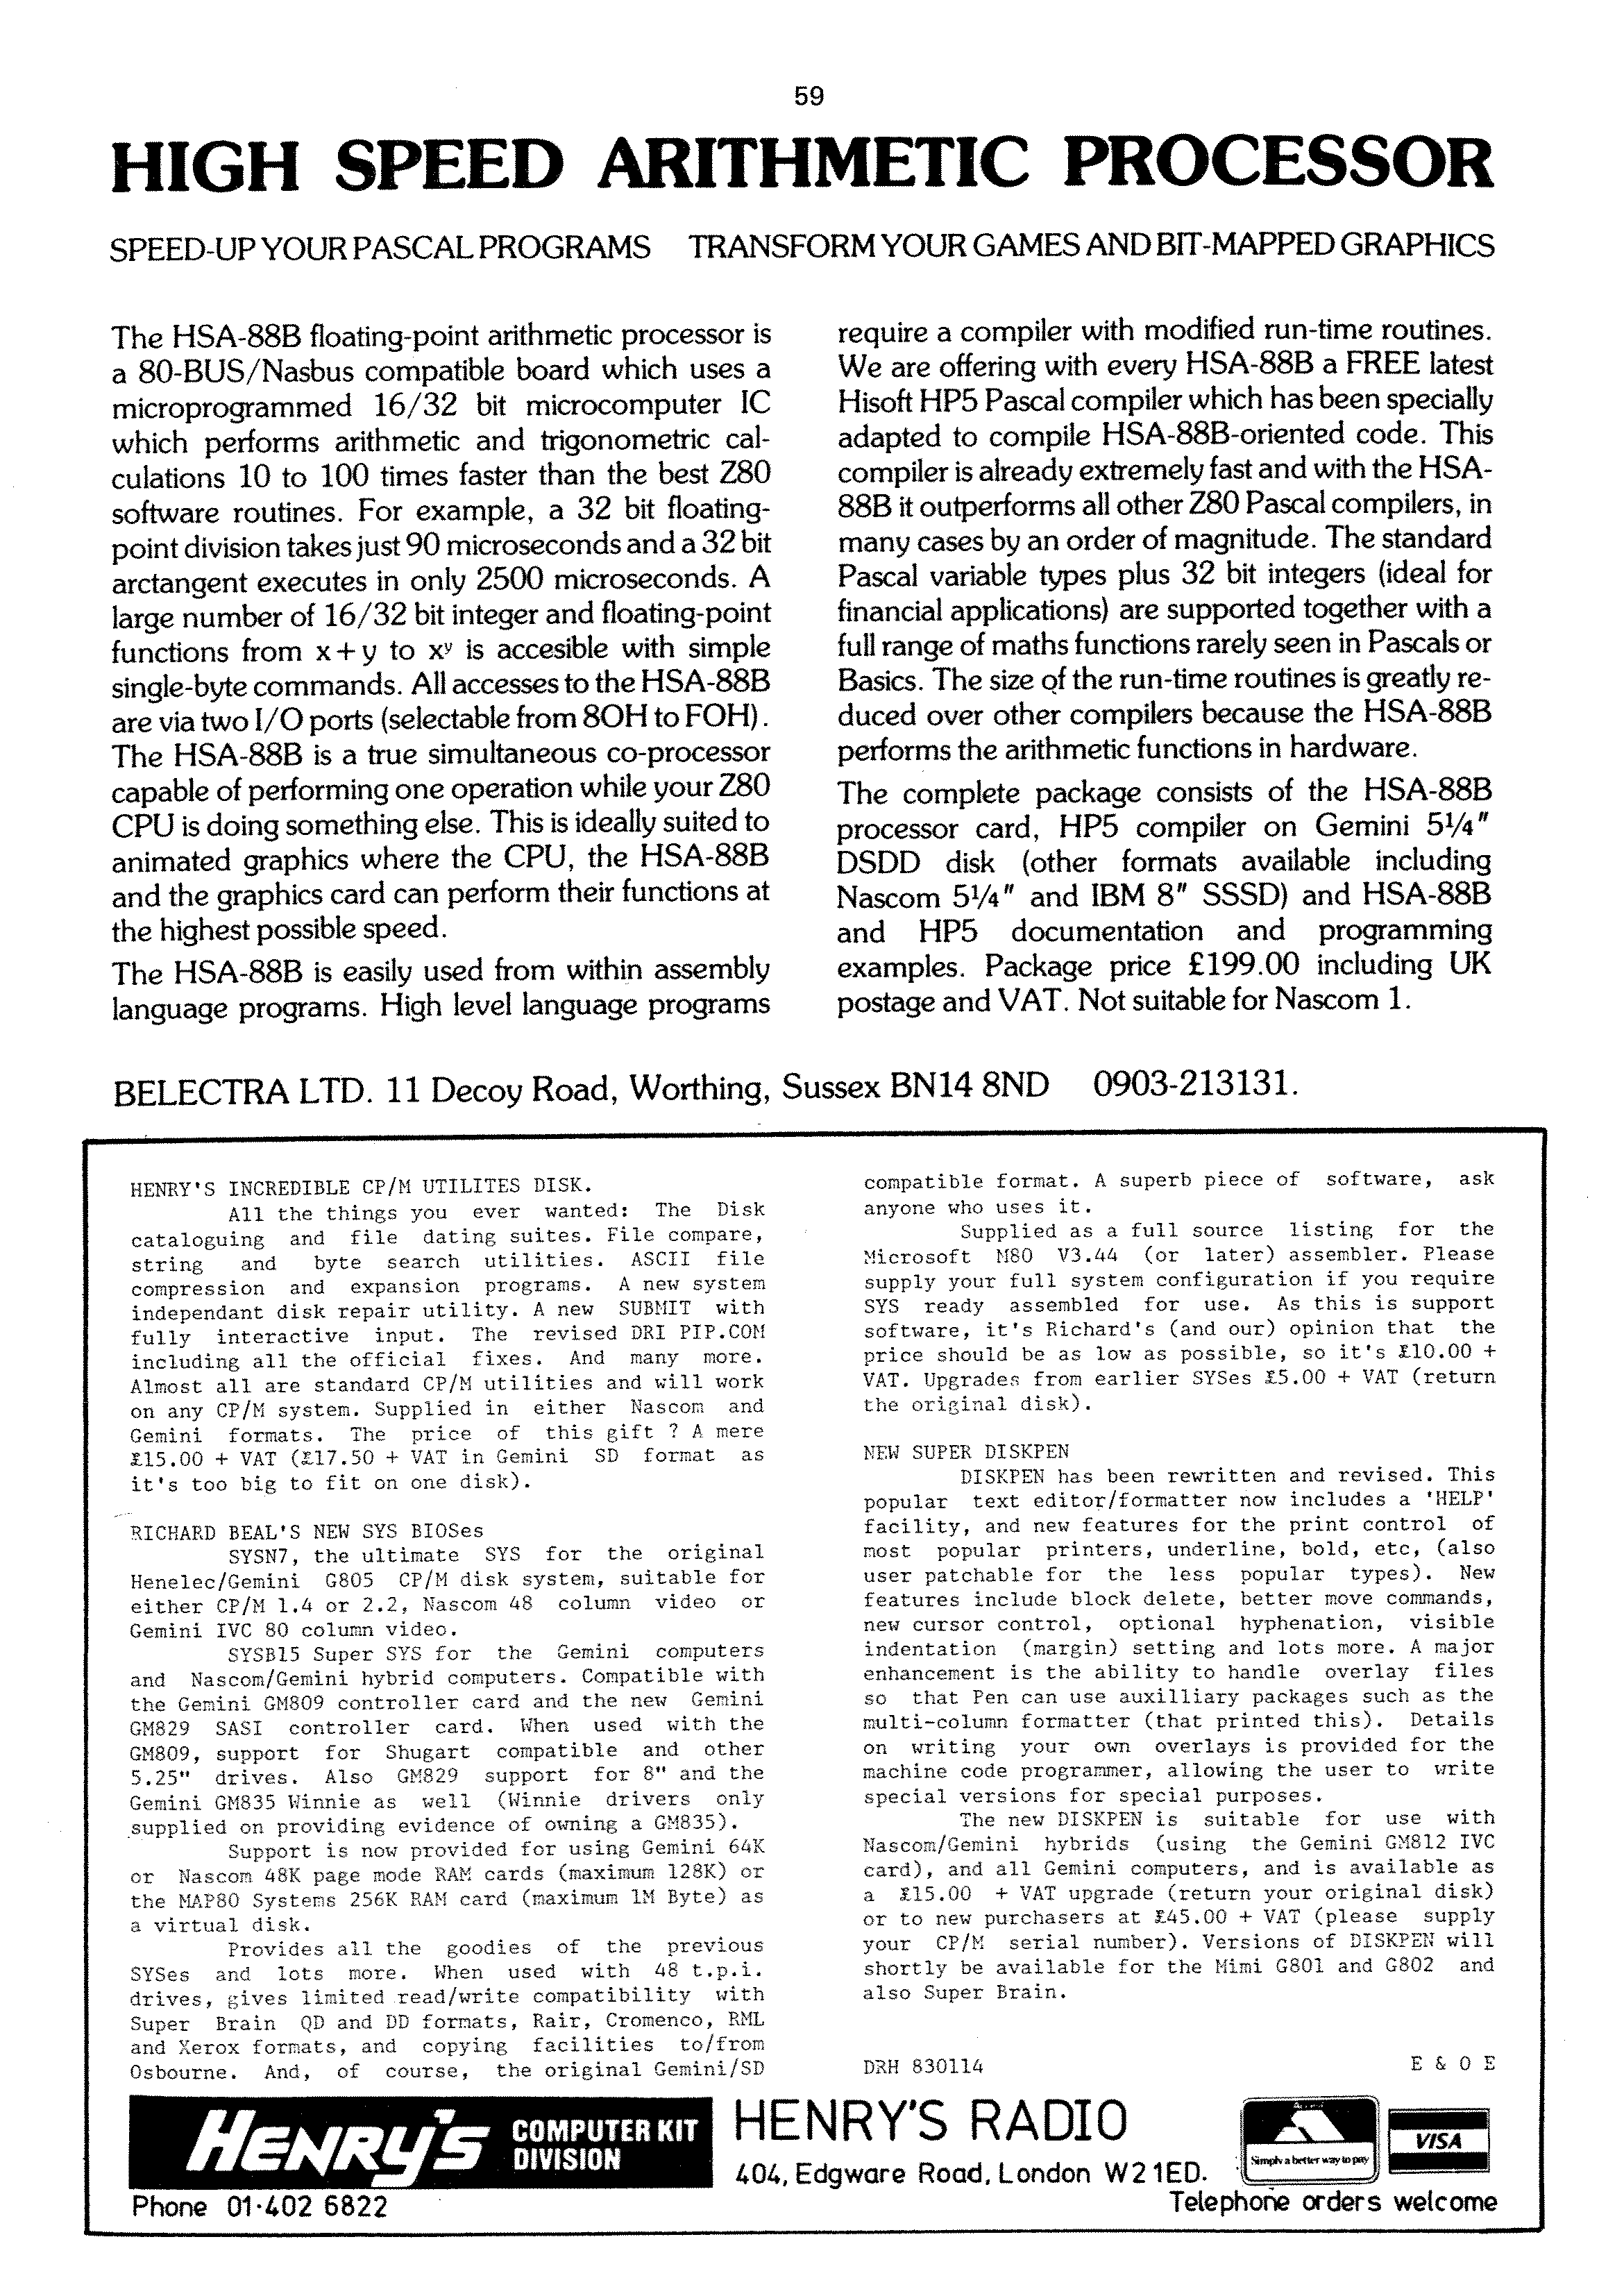 59
HIGH SPEED ARITHMETIC PROCESSOR
SPEED-UP YOUR PASCAL PROGRAMS TRANSFORM YOUR GAMES AND BIT-MAPPED GRAPHICS
The HSA-88B floating-point arithmetic processor is
a 80-BUS/Nasbus compatible board which uses a
microprogrammed 16/32 bit microcomputer IC
which performs arithmetic and trigonometric cal-
culations 10 to 100 times faster than the best Z80
software routines. For example, a 32 bit floating-
point division takes just 90 microseconds and a 32 bit
arctangent executes in only 2500 microseconds. A
large number of 16/32 bit integer and floating-point
functions from x+y to xʸ is accesible with simple
single-byte commands. All accesses to the HSA-88B
are via two I/O ports (selectable from 8OH to FOH).
The HSA-88B is a true simultaneous co-processor
capable of performing one operation while your Z80
CPU is doing something else. This is ideally suited to
animated graphics where the CPU, the HSA-88B
and the graphics card can perform their functions at
the highest possible speed.
The HSA-88B is easily used from within assembly
language programs. High level language programs
require a compiler with modified run-time routines.
We are offering with every HSA-88B a FREE latest
Hisoft HP5 Pascal compiler which has been specially
adapted to compile HSA-88B-oriented code. This
compiler is already extremely fast and with the HSA-
88B it outperforms all other Z80 Pascal compilers, in
many cases by an order of magnitude. The standard
Pascal variable types plus 32 bit integers (ideal for
financial applications) are supported together with a
full range of maths functions rarely seen in Pascals or
Basics. The size of the run-time routines is greatly re-
duced over other compilers because the HSA-88B
performs the arithmetic functions in hardware.
The complete package consists of the HSA-88B
processor card, HP5 compiler on Gemini 5¼"
DSDD disk (other formats available including
Nascom 5¼" and IBM 8" SSSD) and HSA-88B
and HP5 documentation and programming
examples. Package price £199.00 including UK
postage and VAT. Not suitable for Nascom 1.
BELECTRA LTD. 11 Decoy Road, Worthing, Sussex BN14 8ND 0903-213131.
HENRY'S INCREDIBLE CP/M UTILITES DISK.
All the things you ever wanted: The Disk
cataloguing and file dating suites. File compare,
string and byte search utilities. ASCII file
compression and expansion programs. A new system
independant disk repair utility. A new SUBMIT with
fully interactive input. The revised DRI PIP.COM
including all the official fixes. And many more.
Almost all are standard CP/M utilities and will work
on any CP/M system. Supplied in either Nascom and
Gemini formats. The price of this gift ? A mere
£15.00 + VAT (£17.50 + VAT in Gemini SD format as
it's too big to fit on one disk).
RICHARD BEAL'S NEW SYS BIOSes
SYSN7, the ultimate SYS for the original
Henelec/Gemini G805 CP/M disk system, suitable for
either CP/M 1.4 or 2.2, Nascom 48 column video or
Gemini IVC 80 column video.
SYSB15 Super SYS for the Gemini computers
and Nascom/Gemini hybrid computers. Compatible with
the Gemini GM809 controller card and the new Gemini
GM829 SASI controller card. When used with the
GM809, support for Shugart compatible and other
5.25" drives. Also GM829 support for 8" and the
Gemini GM835 Winnie as well (Winnie drivers only
supplied on providing evidence of owning a GM835).
Support is now provided for using Gemini 64K
or Nascom 48K page mode RAM cards (maximum 128K) or
the MAP80 Systems 256K RAM card (maximum 1M Byte) as
a virtual disk.
Provides all the goodies of the previous
SYSes and lots more. When used with 48 t.p.i.
drives, gives limited read/write compatibility with
Super Brain QD and DD formats, Rair, Cromenco, RML
and Xerox formats, and copying facilities to/from
Osbourne. And, of course, the original Gemini/SD
compatible format. A superb piece of software, ask
anyone who uses it.
Supplied as a full source listing for the
Microsoft M80 V3.44 (or later) assembler. Please
supply your full system configuration if you require
SYS ready assembled for use. As this is support
software, it's Richard's (and our) opinion that the
price should be as low as possible, so it's £10.00 +
VAT. Upgrades from earlier SYSes £5.00 + VAT (return
the original disk).
NEW SUPER DISKPEN
DISKPEN has been rewritten and revised. This
popular text editor/formatter now includes a 'HELP'
facility, and new features for the print control of
most popular printers, underline, bold, etc, (also
user patchable for the less popular types). New
features include block delete, better move commands,
new cursor control, optional hyphenation, visible
indentation (margin) setting and lots more. A major
enhancement is the ability to handle overlay files
so that Pen can use auxilliary packages such as the
multi-column formatter (that printed this). Details
on writing your own overlays is provided for the
machine code programmer, allowing the user to write
special versions for special purposes.
The new DISKPEN is suitable for use with
Nascom/Gemini hybrids (using the Gemini GM812 IVC
card), and all Gemini computers, and is available as
a £15.00 + VAT upgrade (return your original disk)
or to new purchasers at £45.00 + VAT (please supply
your CP/M serial number). Versions of DISKPEN will
shortly be available for the Mimi G801 and G802 and
also Super Brain.
DRH 830114 E & O E
HENRY'S COMPUTER KIT DIVISION
HENRY'S RADIO
404, Edgware Road, London W2 1ED.
Simply a better way to pay
VISA
Phone 01·402 6822
Telephone orders welcome